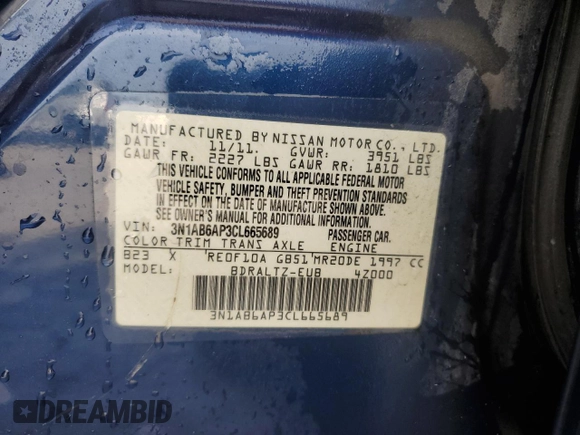 MANUFACTURED BY NISSAN MOTOR CO., LTD.
DATE: 11/11. GVWR: 3951 LBS
GAWR FR: 2227 LBS GAWR RR: 1810 LBS
THIS VEHICLE CONFORMS TO ALL APPLICABLE FEDERAL MOTOR
VEHICLE SAFETY, BUMPER AND THEFT PREVENTION STANDARDS
IN EFFECT ON THE DATE OF MANUFACTURE SHOWN ABOVE.
SEE OWNER'S MANUAL FOR ADDITIONAL INFORMATION.
VIN: 3N1AB6AP3CL665689 PASSENGER CAR.
COLOR TRIM TRANS AXLE ENGINE
B23 X RE0F10A GB51 MR20DE 1997 CC
MODEL: BDRALTZ-EUB 4Z000
3N1AB6AP3CL665689
DREAMBID